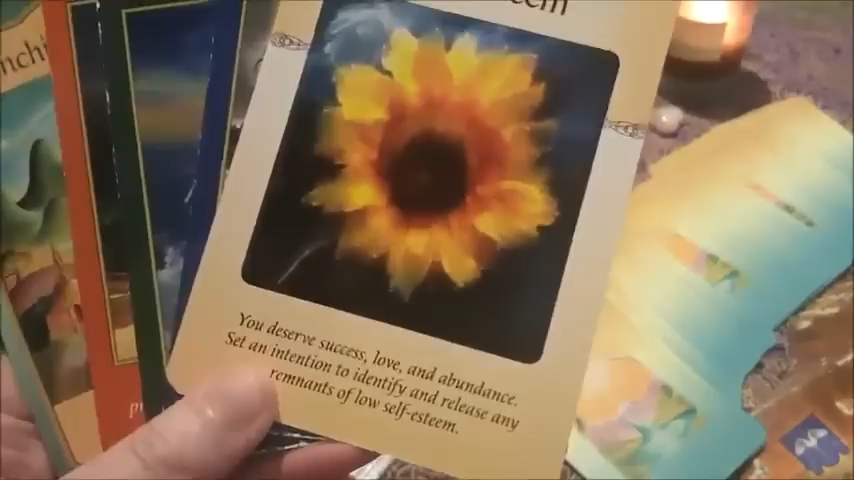 You deserve success, love, and abundance.
Set an intention to identify and release any
remnants of low self-esteem.